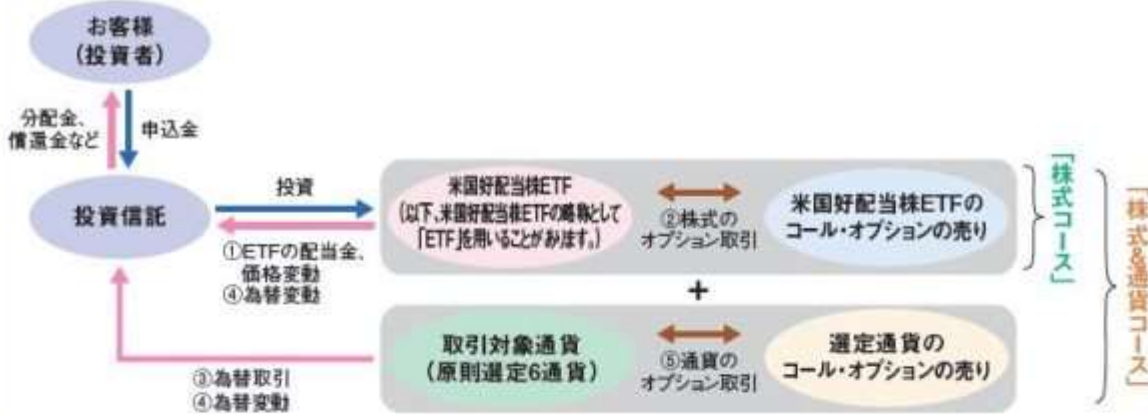 お客様
(投資者)
分配金、
償還金など
申込金
投資信託
投資
①ETFの配当金、
価格変動
④為替変動
米国好配当株ETF
(以下、米国好配当株ETFの略称として
「ETF」を用いることがあります。)
②株式の
オプション取引
米国好配当株ETFの
コール・オプションの売り
「株式コース」
「株式&通貨コース」
+
取引対象通貨
(原則選定6通貨)
⑤通貨の
オプション取引
選定通貨の
コール・オプションの売り
③為替取引
④為替変動